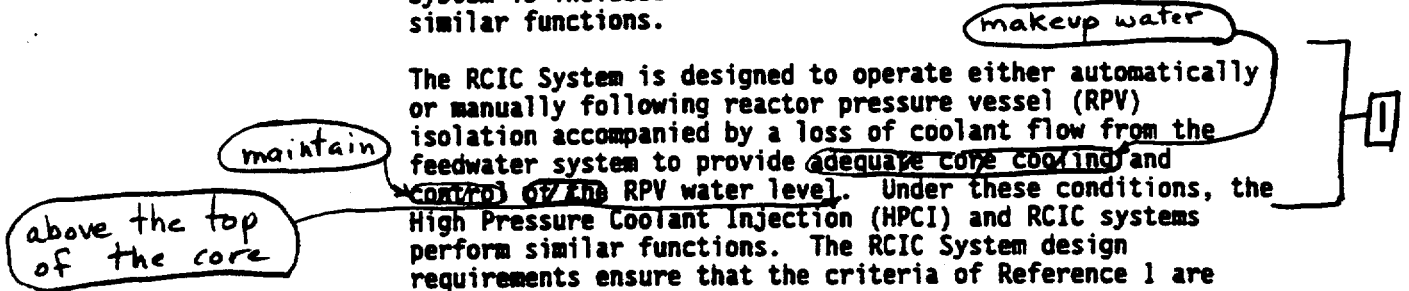 similar functions.
makeup water
The RCIC System is designed to operate either automatically
or manually following reactor pressure vessel (RPV)
isolation accompanied by a loss of coolant flow from the
maintain
feedwater system to provide adequate core cooling and
control of the RPV water level. Under these conditions, the
above the top
of the core
High Pressure Coolant Injection (HPCI) and RCIC systems
perform similar functions. The RCIC System design
requirements ensure that the criteria of Reference 1 are
1